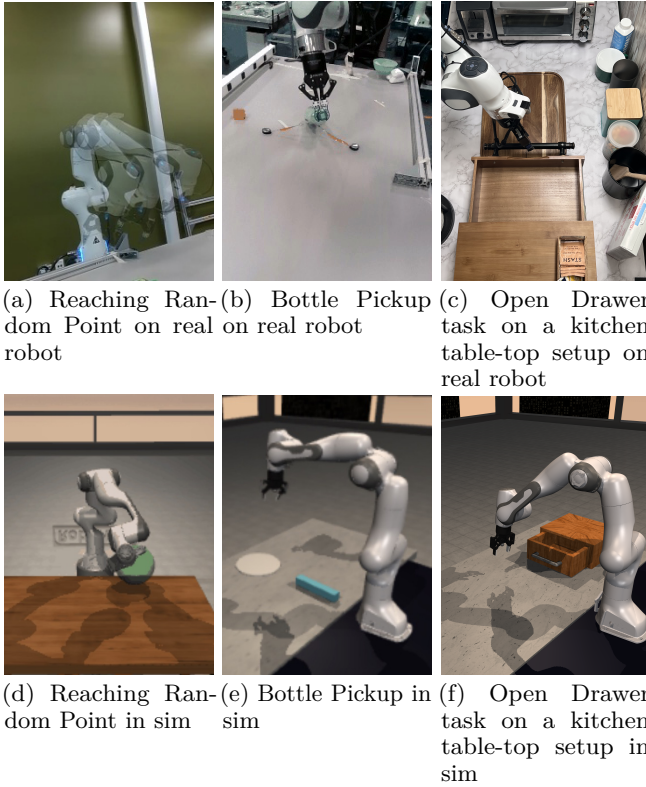 STASH
(a) Reaching Ran-
dom Point on real
robot
(b) Bottle Pickup
on real robot
(c) Open Drawer
task on a kitchen
table-top setup on
real robot
(d) Reaching Ran-
dom Point in sim
(e) Bottle Pickup in
sim
(f) Open Drawer
task on a kitchen
table-top setup in
sim